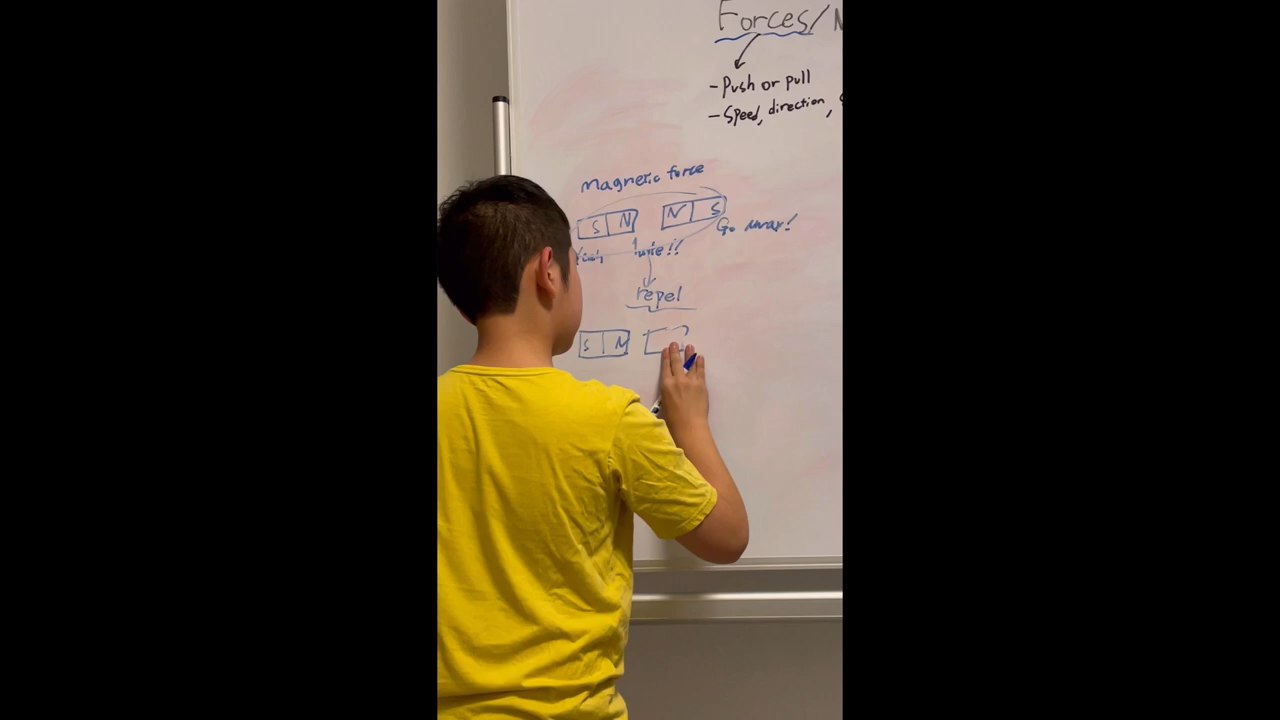 Forces/
- Push or pull
- Speed, direction,
magnetic force
S N N S
Go away!
repel
S N